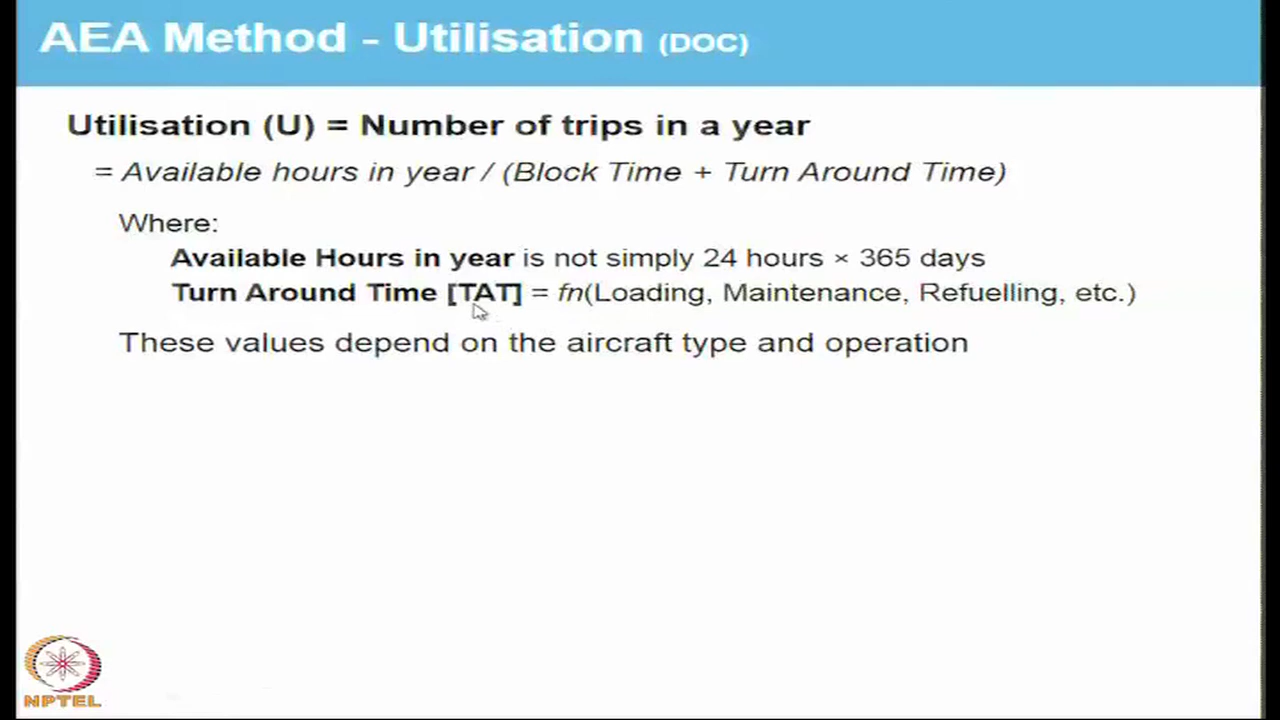 AEA Method - Utilisation (DOC)
Utilisation (U) = Number of trips in a year
= Available hours in year / (Block Time + Turn Around Time)
Where:
Available Hours in year is not simply 24 hours × 365 days
Turn Around Time [TAT] = fn(Loading, Maintenance, Refuelling, etc.)
These values depend on the aircraft type and operation
NPTEL